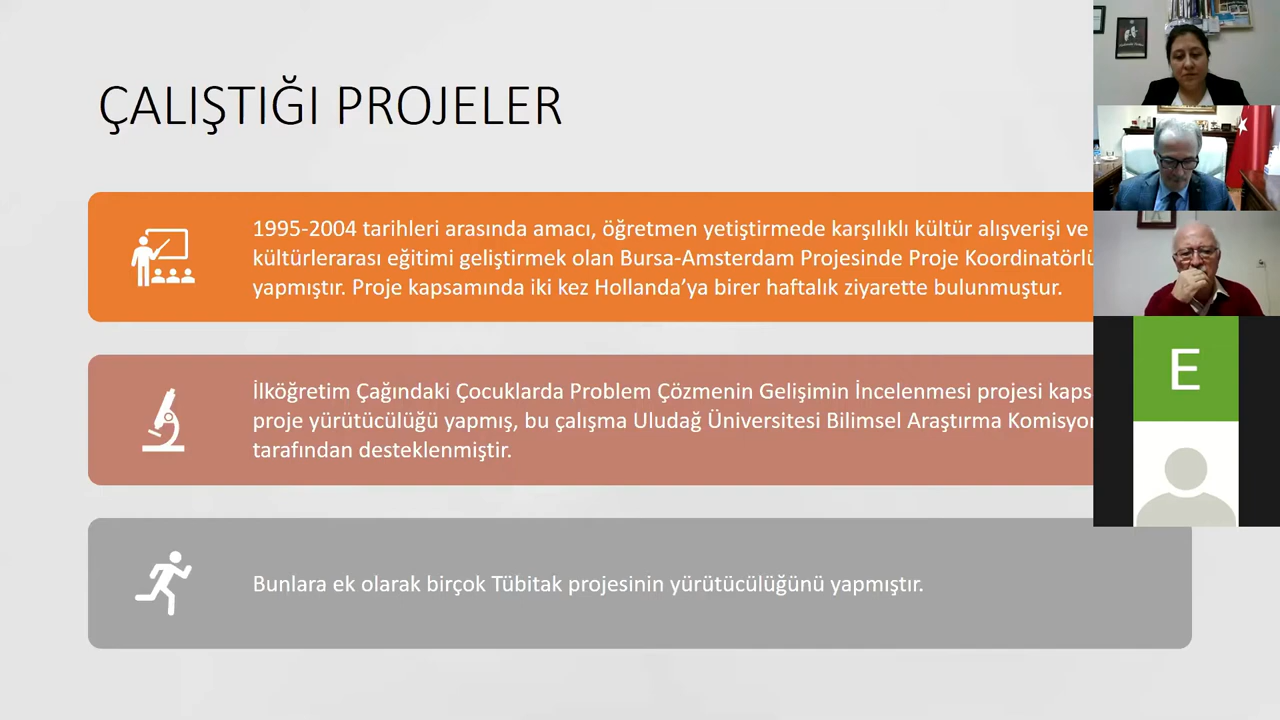 ÇALIŞTIĞI PROJELER
1995-2004 tarihleri arasında amacı, öğretmen yetiştirmede karşılıklı kültür alışverişi ve
kültürlerarası eğitimi geliştirmek olan Bursa-Amsterdam Projesinde Proje
yapmıştır. Proje kapsamında iki kez Hollanda’ya birer haftalık ziyarette bulunmuştur.
İlköğretim Çağındaki Çocuklarda Problem Çözmenin Gelişimin İncelenmesi projesi
proje yürütücülüğü yapmış, bu çalışma Uludağ Üniversitesi Bilimsel Araştırma
tarafından desteklenmiştir.
Bunlara ek olarak birçok Tübitak projesinin yürütücülüğünü yapmıştır.
E